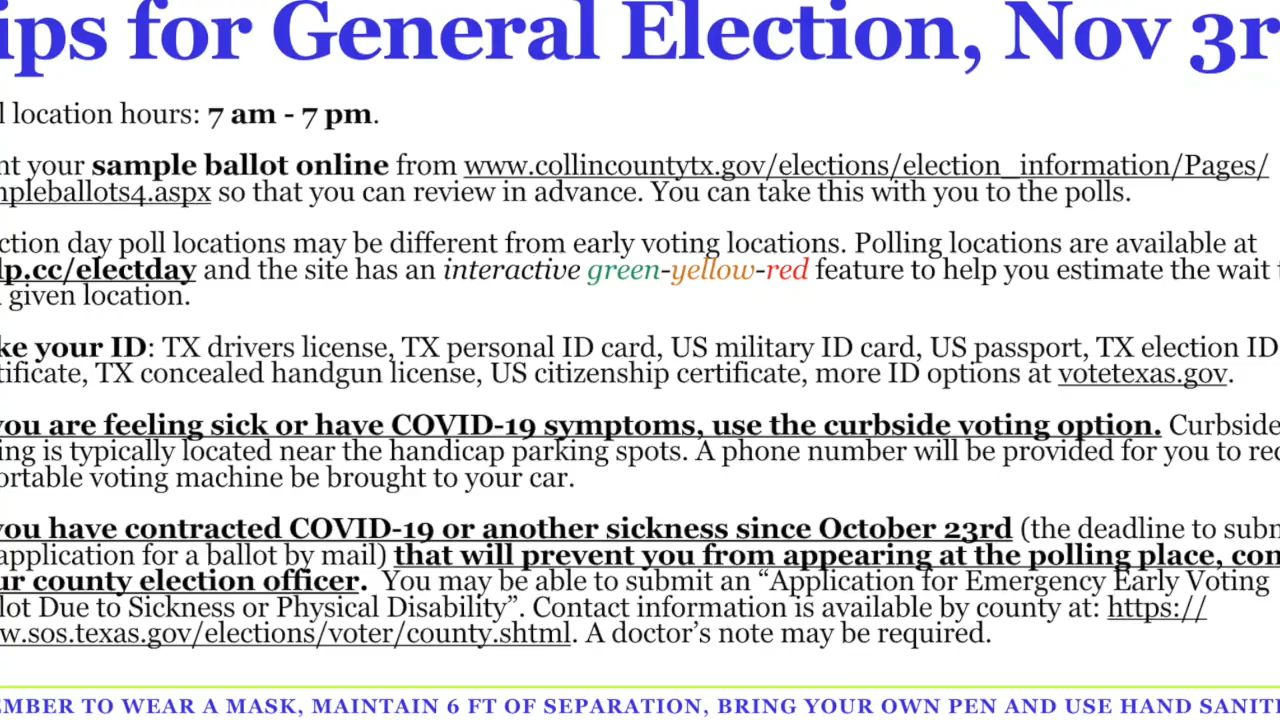 ips for General Election, Nov 3r
l location hours: 7 am - 7 pm.
nt your sample ballot online from www.collincountytx.gov/elections/election_information/Pages/
mpleballots4.aspx so that you can review in advance. You can take this with you to the polls.
ction day poll locations may be different from early voting locations. Polling locations are available at
lp.cc/electday and the site has an interactive green-yellow-red feature to help you estimate the wait t
given location.
ke your ID: TX drivers license, TX personal ID card, US military ID card, US passport, TX election ID
tificate, TX concealed handgun license, US citizenship certificate, more ID options at votetexas.gov.
you are feeling sick or have COVID-19 symptoms, use the curbside voting option. Curbside
ing is typically located near the handicap parking spots. A phone number will be provided for you to req
ortable voting machine be brought to your car.
you have contracted COVID-19 or another sickness since October 23rd (the deadline to subm
application for a ballot by mail) that will prevent you from appearing at the polling place, con
ur county election officer. You may be able to submit an “Application for Emergency Early Voting
lot Due to Sickness or Physical Disability”. Contact information is available by county at: https://
w.sos.texas.gov/elections/voter/county.shtml. A doctor’s note may be required.
EMBER TO WEAR A MASK, MAINTAIN 6 FT OF SEPARATION, BRING YOUR OWN PEN AND USE HAND SANITI